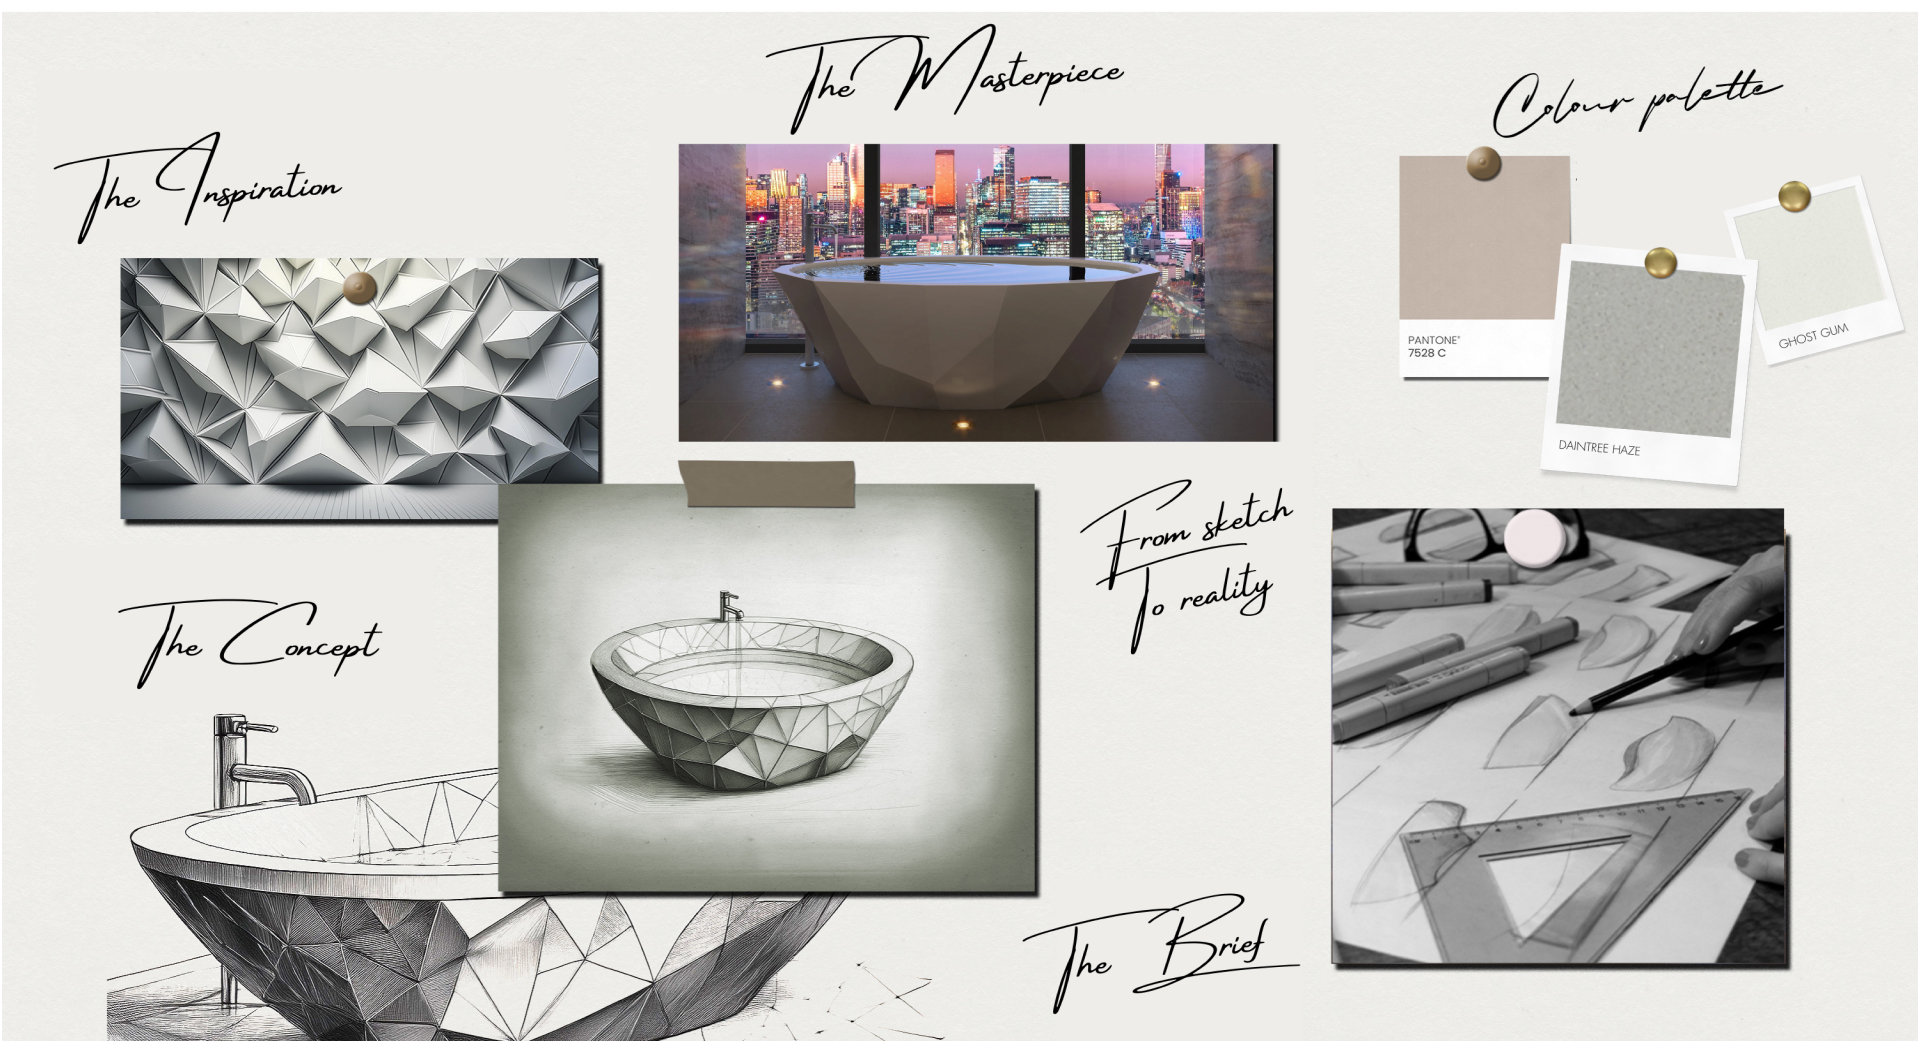 The Masterpiece
Colour palette
The Inspiration
PANTONE®
7528 C
GHOST GUM
DAINTREE HAZE
From sketch
To reality
The Concept
The Brief